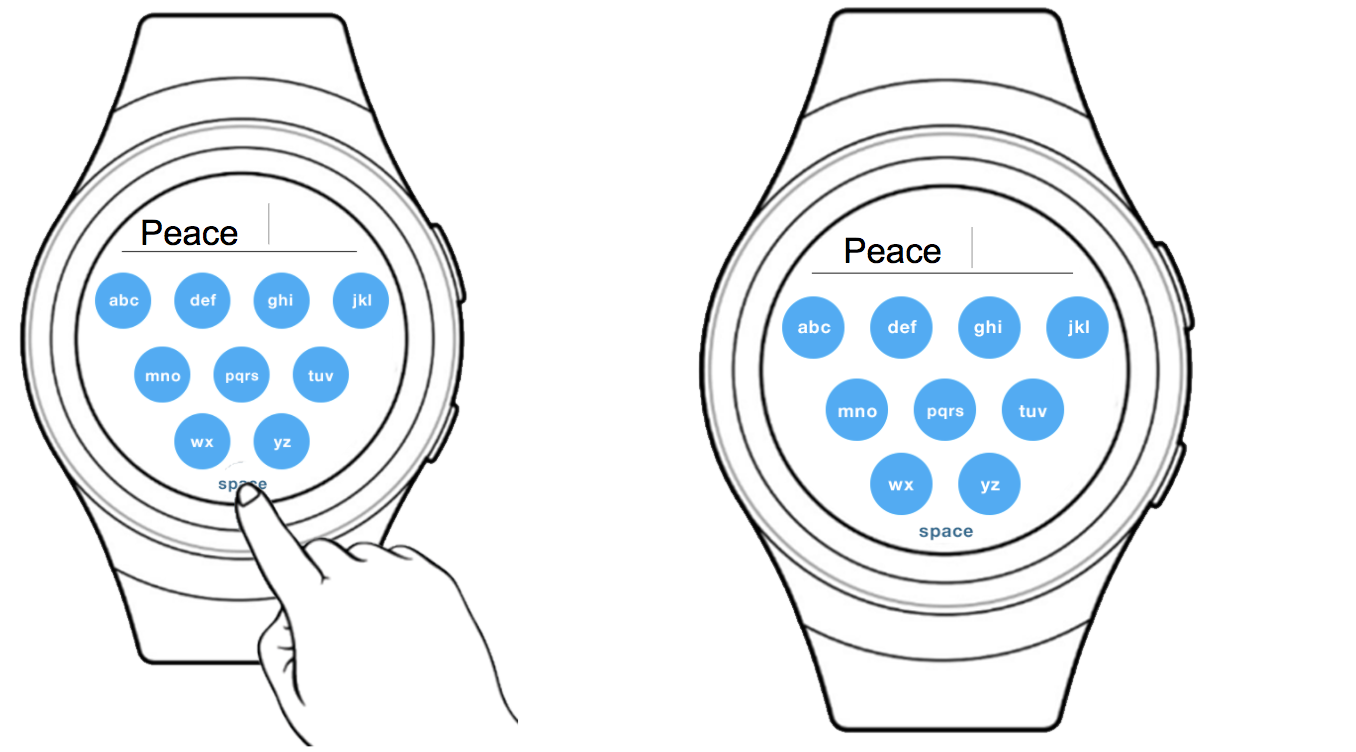 Peace
abc def ghi jkl
mno pqrs tuv
wx yz
space
Peace
abc def ghi jkl
mno pqrs tuv
wx yz
space